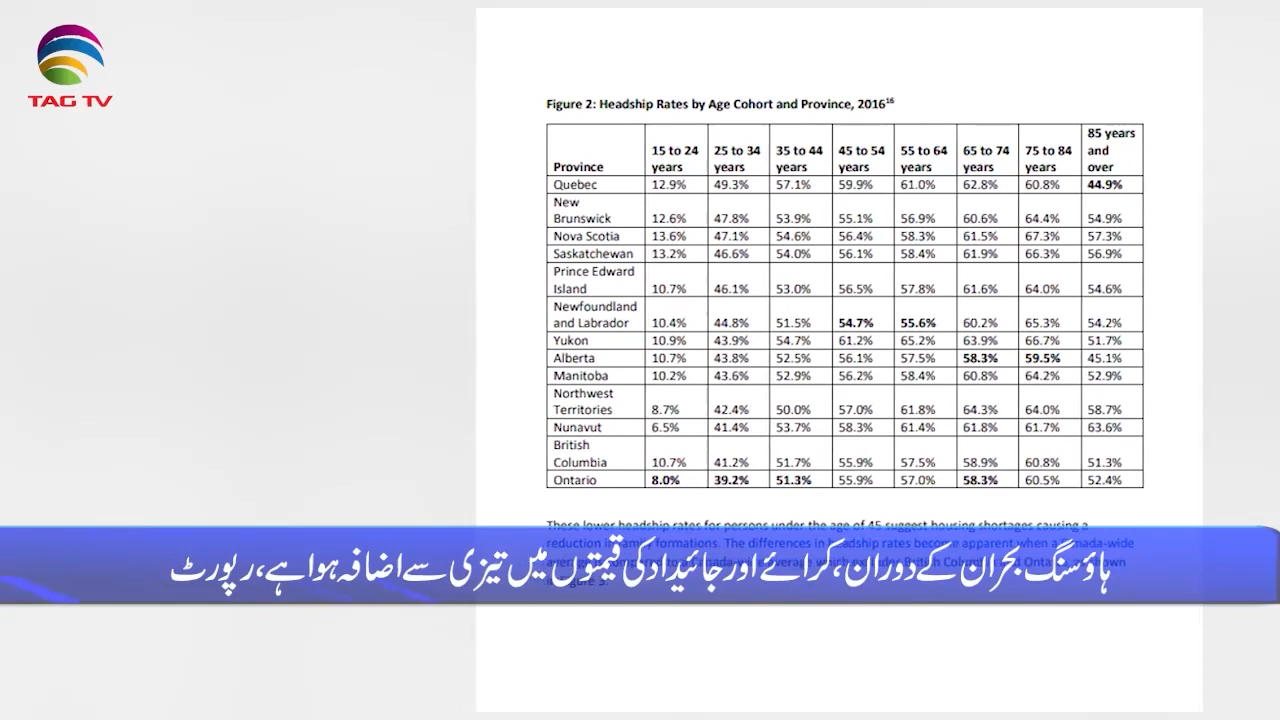 TAG TV
Figure 2: Headship Rates by Age Cohort and Province, 2016¹⁶
Province 15 to 24 years 25 to 34 years 35 to 44 years 45 to 54 years 55 to 64 years 65 to 74 years 75 to 84 years 85 years and over
Quebec 12.9% 49.3% 57.1% 59.9% 61.0% 62.8% 60.8% 44.9%
New Brunswick 12.6% 47.8% 53.9% 55.1% 56.9% 60.6% 64.4% 54.9%
Nova Scotia 13.6% 47.1% 54.6% 56.4% 58.3% 61.5% 67.3% 57.3%
Saskatchewan 13.2% 46.6% 54.0% 56.1% 58.4% 61.9% 66.3% 56.9%
Prince Edward Island 10.7% 46.1% 53.0% 56.5% 57.8% 61.6% 64.0% 54.6%
Newfoundland and Labrador 10.4% 44.8% 51.5% 54.7% 55.6% 60.2% 65.3% 54.2%
Yukon 10.9% 43.9% 54.7% 61.2% 65.2% 63.9% 66.7% 51.7%
Alberta 10.7% 43.8% 52.5% 56.1% 57.5% 58.3% 59.5% 45.1%
Manitoba 10.2% 43.6% 52.9% 56.2% 58.4% 60.8% 64.2% 52.9%
Northwest Territories 8.7% 42.4% 50.0% 57.0% 61.8% 64.3% 64.0% 58.7%
Nunavut 6.5% 41.4% 53.7% 58.3% 61.4% 61.8% 61.7% 63.6%
British Columbia 10.7% 41.2% 51.7% 55.9% 57.5% 58.9% 60.8% 51.3%
Ontario 8.0% 39.2% 51.3% 55.9% 57.0% 58.3% 60.5% 52.4%
These lower headship rates for persons under the age of 45 suggest housing shortages causing a
reduction in family formations. The differences in headship rates become apparent when a Canada-wide
ہاؤسنگ بحران کے دوران، کرائے اور جائیداد کی قیمتوں میں تیزی سے اضافہ ہوا ہے، رپورٹ